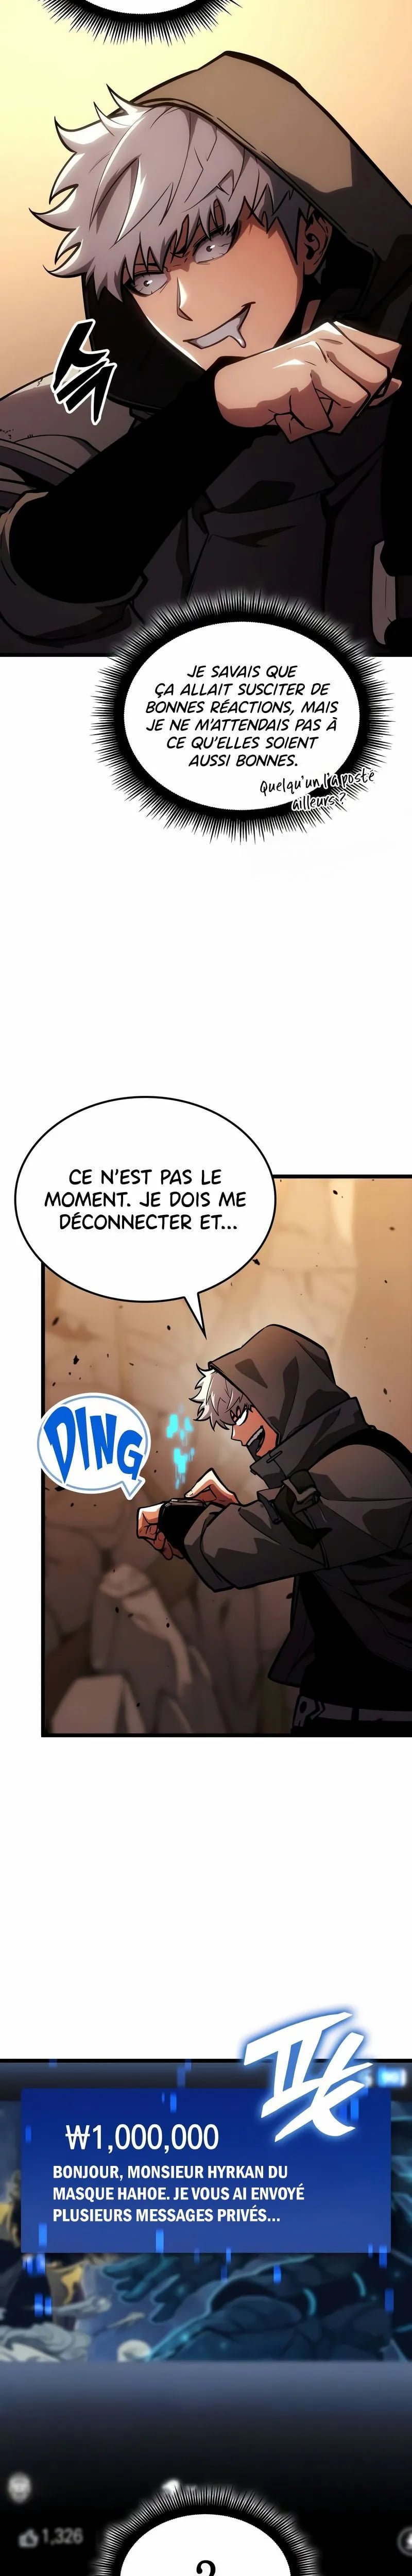 슥
JE SAVAIS QUE
ÇA ALLAIT SUSCITER DE
BONNES RÉACTIONS, MAIS
JE NE M'ATTENDAIS PAS À
CE QU'ELLES SOIENT
AUSSI BONNES.
Quelqu'un l'a posté
ailleurs ?
CE N'EST PAS LE
MOMENT. JE DOIS ME
DÉCONNECTER ET...
DING
₩1,000,000
BONJOUR, MONSIEUR HYRKAN DU
MASQUE HAHOE. JE VOUS AI ENVOYÉ
PLUSIEURS MESSAGES PRIVÉS...
1,326
?